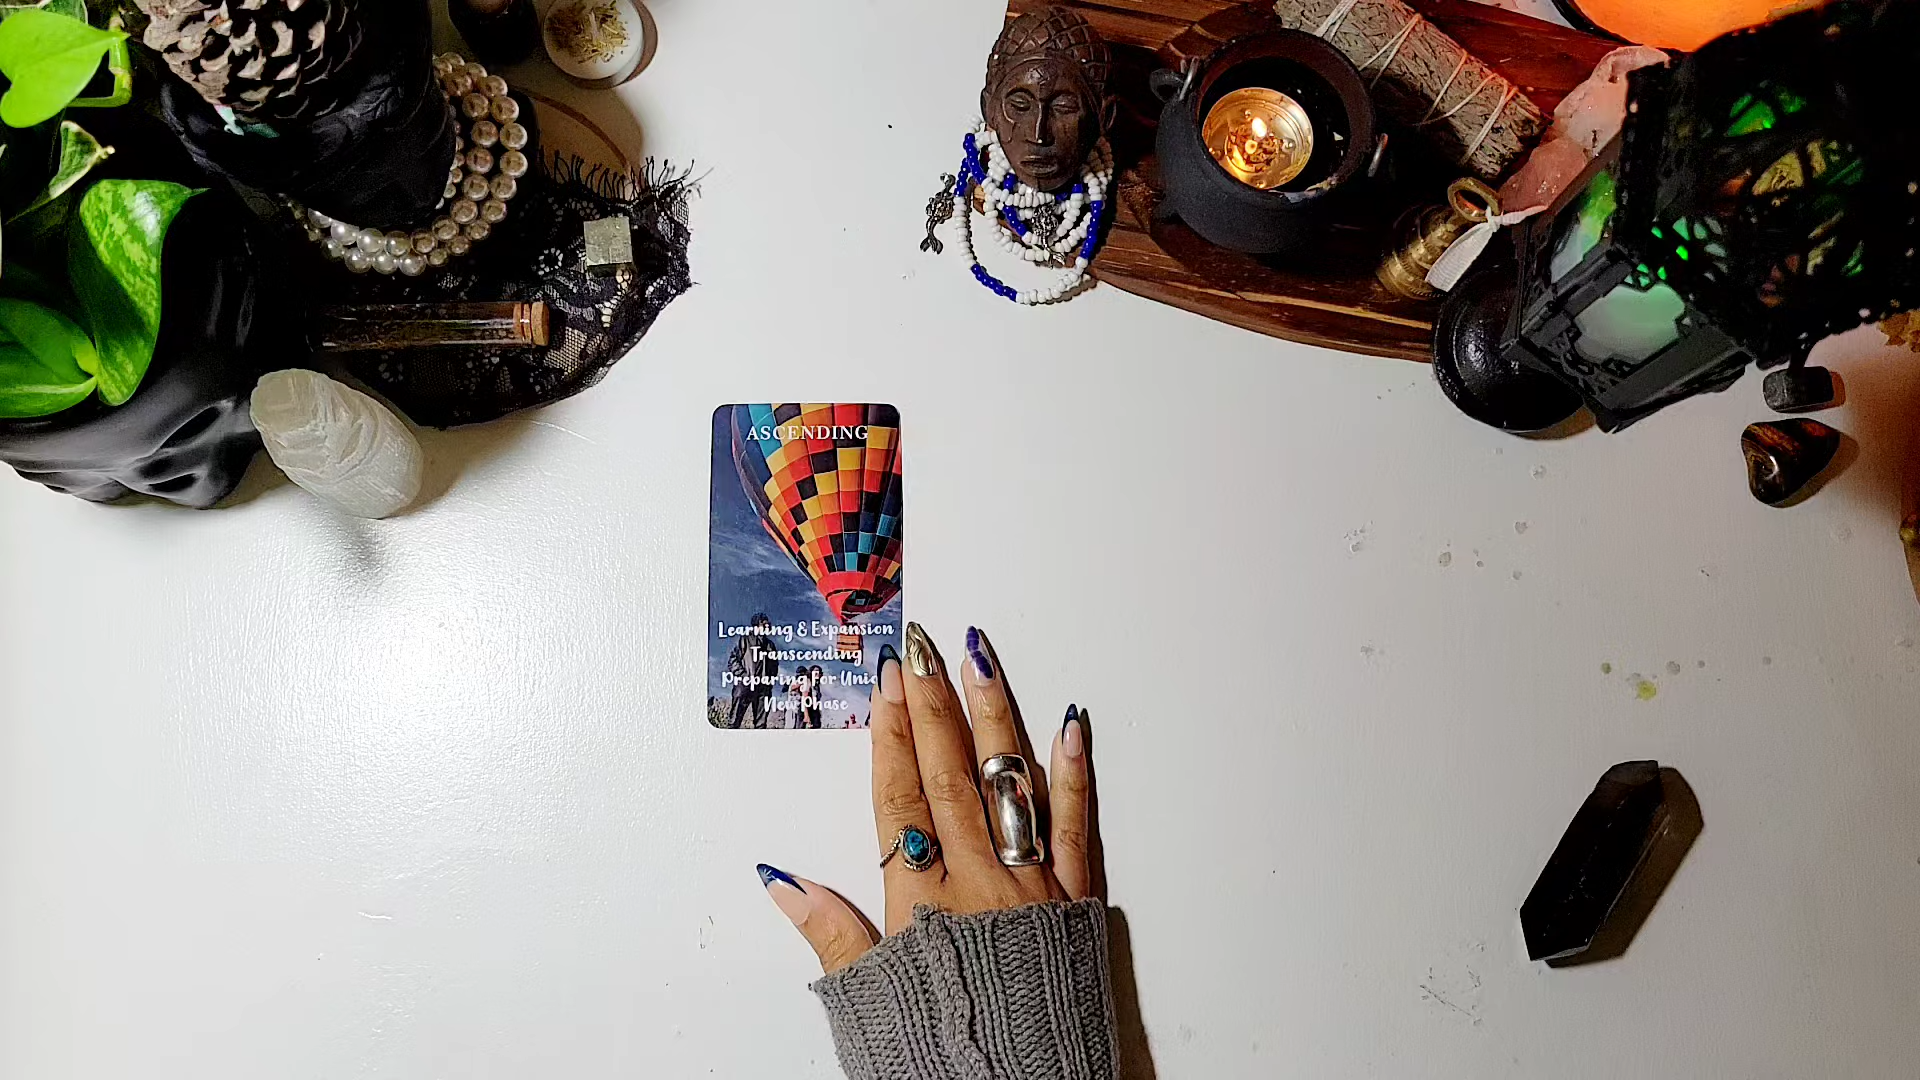 ASCENDING
Learning & Expansion
Transcending
Preparing For
New Phase